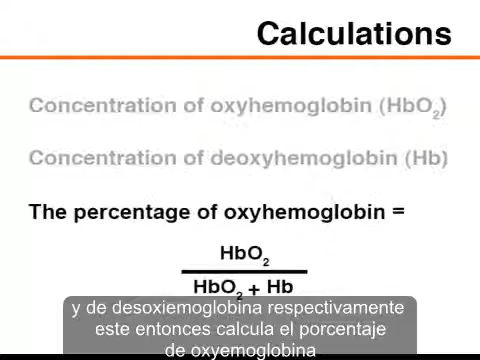 Calculations
Concentration of oxyhemoglobin (HbO₂)
Concentration of deoxyhemoglobin (Hb)
The percentage of oxyhemoglobin =
HbO₂
HbO₂ + Hb
y de desoxiemoglobina respectivamente
este entonces calcula el porcentaje
de oxyemoglobina